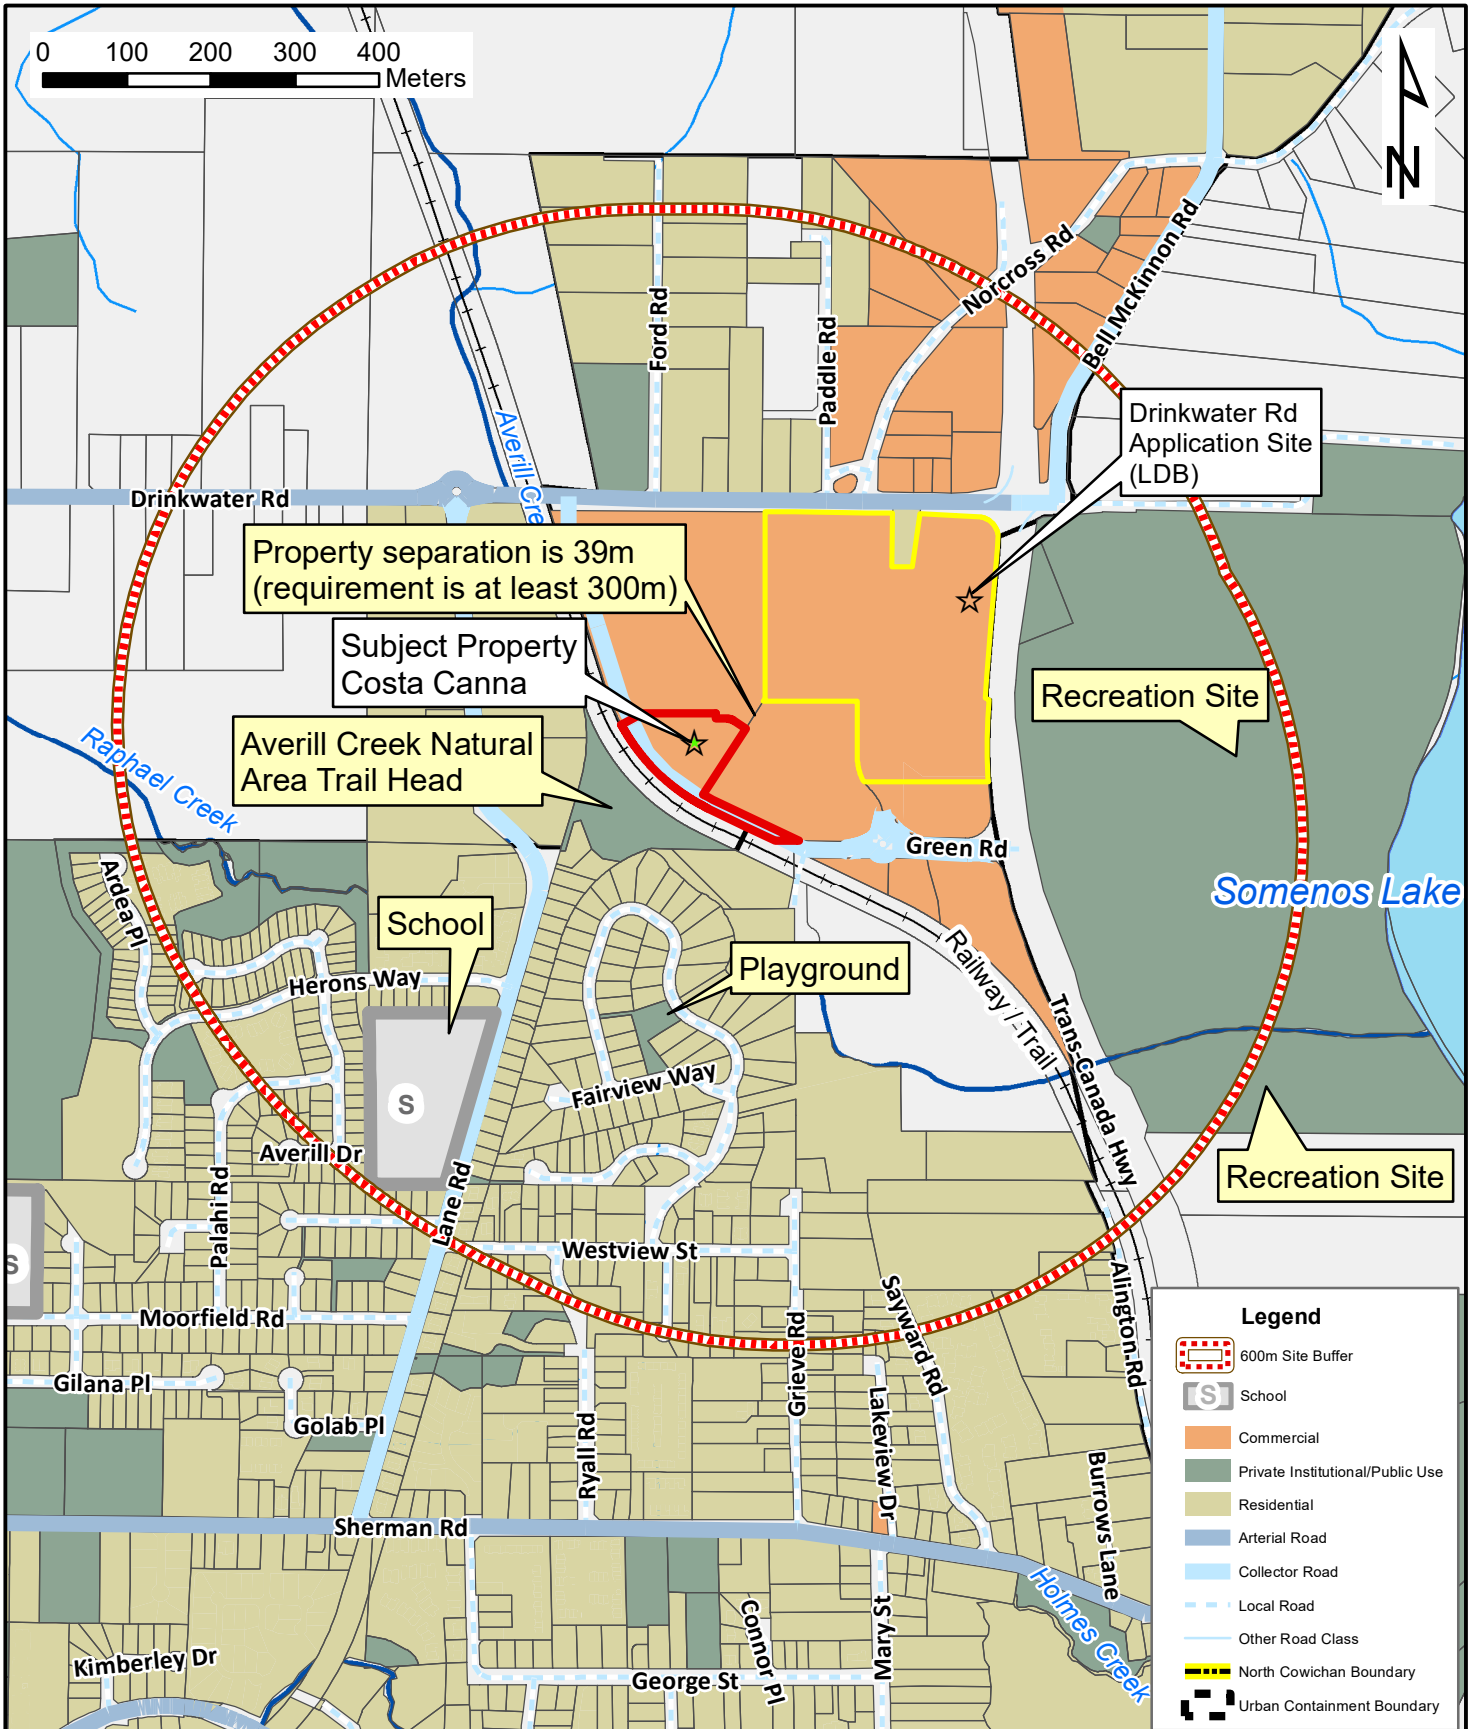 0 100 200 300 400
Meters
N
Norcross Rd
Bell McKinnon Rd
Ford Rd
Paddle Rd
Averill Cre
Drinkwater Rd
Application Site
(LDB)
Drinkwater Rd
Property separation is 39m
(requirement is at least 300m)
Subject Property
Costa Canna
Recreation Site
Averill Creek Natural
Area Trail Head
Raphael Creek
Green Rd
Somenos Lake
Ardea Pl
School
Herons Way
Playground
Railway / Trail
Trans-Canada Hwy
S
Fairview Way
Averill Dr
Palahi Rd
Lane Rd
Recreation Site
S
Westview St
Moorfield Rd
Sayward Rd
Alington Rd
Grieve Rd
Gilana Pl
Golab Pl
Ryall Rd
Lakeview Dr
Burrows Lane
Sherman Rd
Holmes Creek
Connor Pl
Mary St
Kimberley Dr
George St
Legend
600m Site Buffer
S School
Commercial
Private Institutional/Public Use
Residential
Arterial Road
Collector Road
Local Road
Other Road Class
North Cowichan Boundary
Urban Containment Boundary